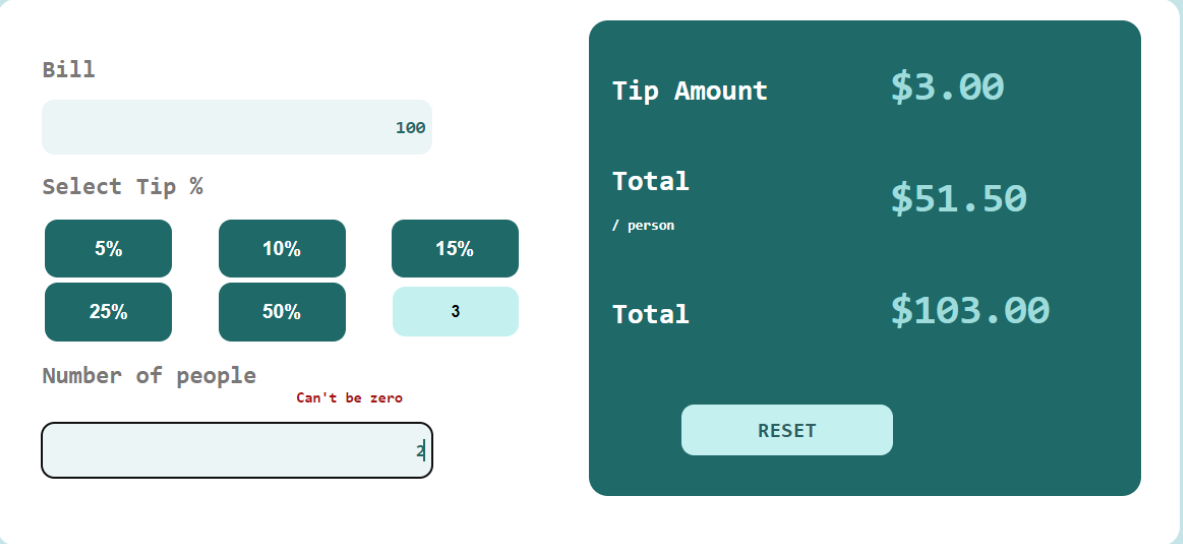 Bill
100
Select Tip %
5% 10% 15%
25% 50% 3
Number of people
Can't be zero
2
Tip Amount $3.00
Total $51.50
/ person
Total $103.00
RESET